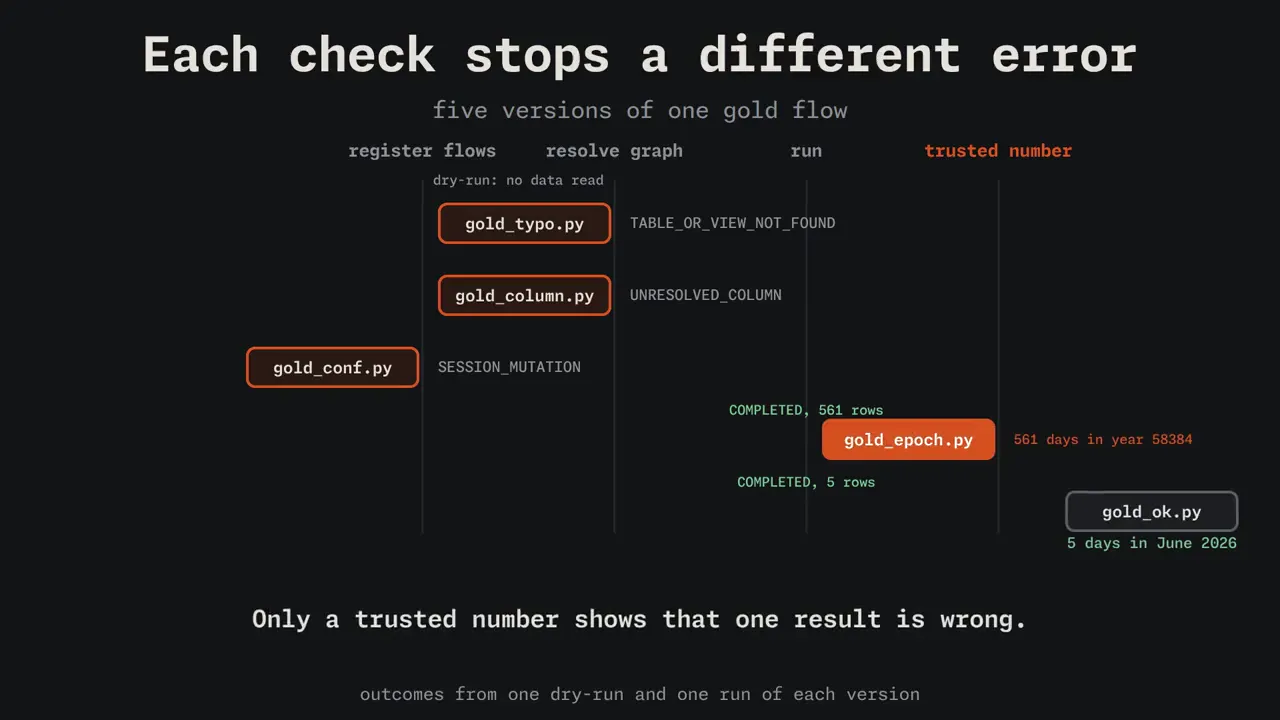 Each check stops a different error
five versions of one gold flow
register flows
resolve graph
run
trusted number
dry-run: no data read
gold_typo.py
TABLE_OR_VIEW_NOT_FOUND
gold_column.py
UNRESOLVED_COLUMN
gold_conf.py
SESSION_MUTATION
COMPLETED, 561 rows
gold_epoch.py
561 days in year 58384
COMPLETED, 5 rows
gold_ok.py
5 days in June 2026
Only a trusted number shows that one result is wrong.
outcomes from one dry-run and one run of each version